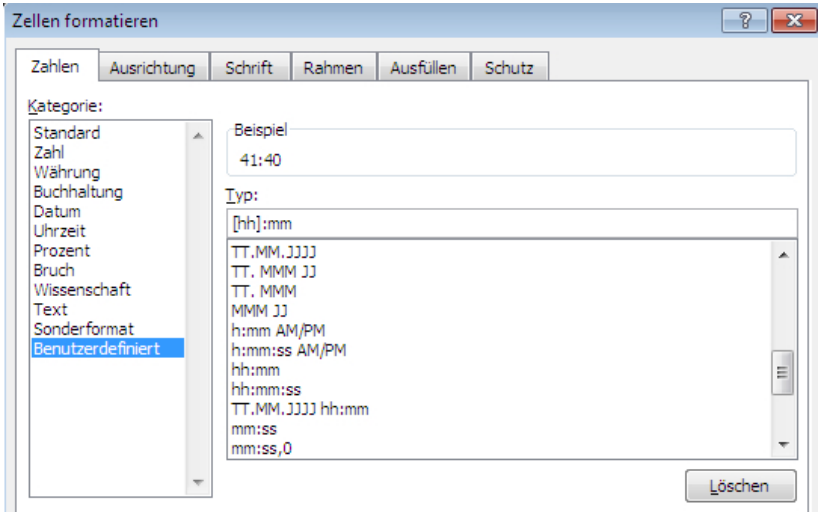 Zellen formatieren
Zahlen Ausrichtung Schrift Rahmen Ausfüllen Schutz
Kategorie:
Standard
Zahl
Währung
Buchhaltung
Datum
Uhrzeit
Prozent
Bruch
Wissenschaft
Text
Sonderformat
Benutzerdefiniert
Beispiel
41:40
Typ:
[hh]:mm
TT.MM.JJJJ
TT. MMM JJ
TT. MMM
MMM JJ
h:mm AM/PM
h:mm:ss AM/PM
hh:mm
hh:mm:ss
TT.MM.JJJJ hh:mm
mm:ss
mm:ss,0
Löschen